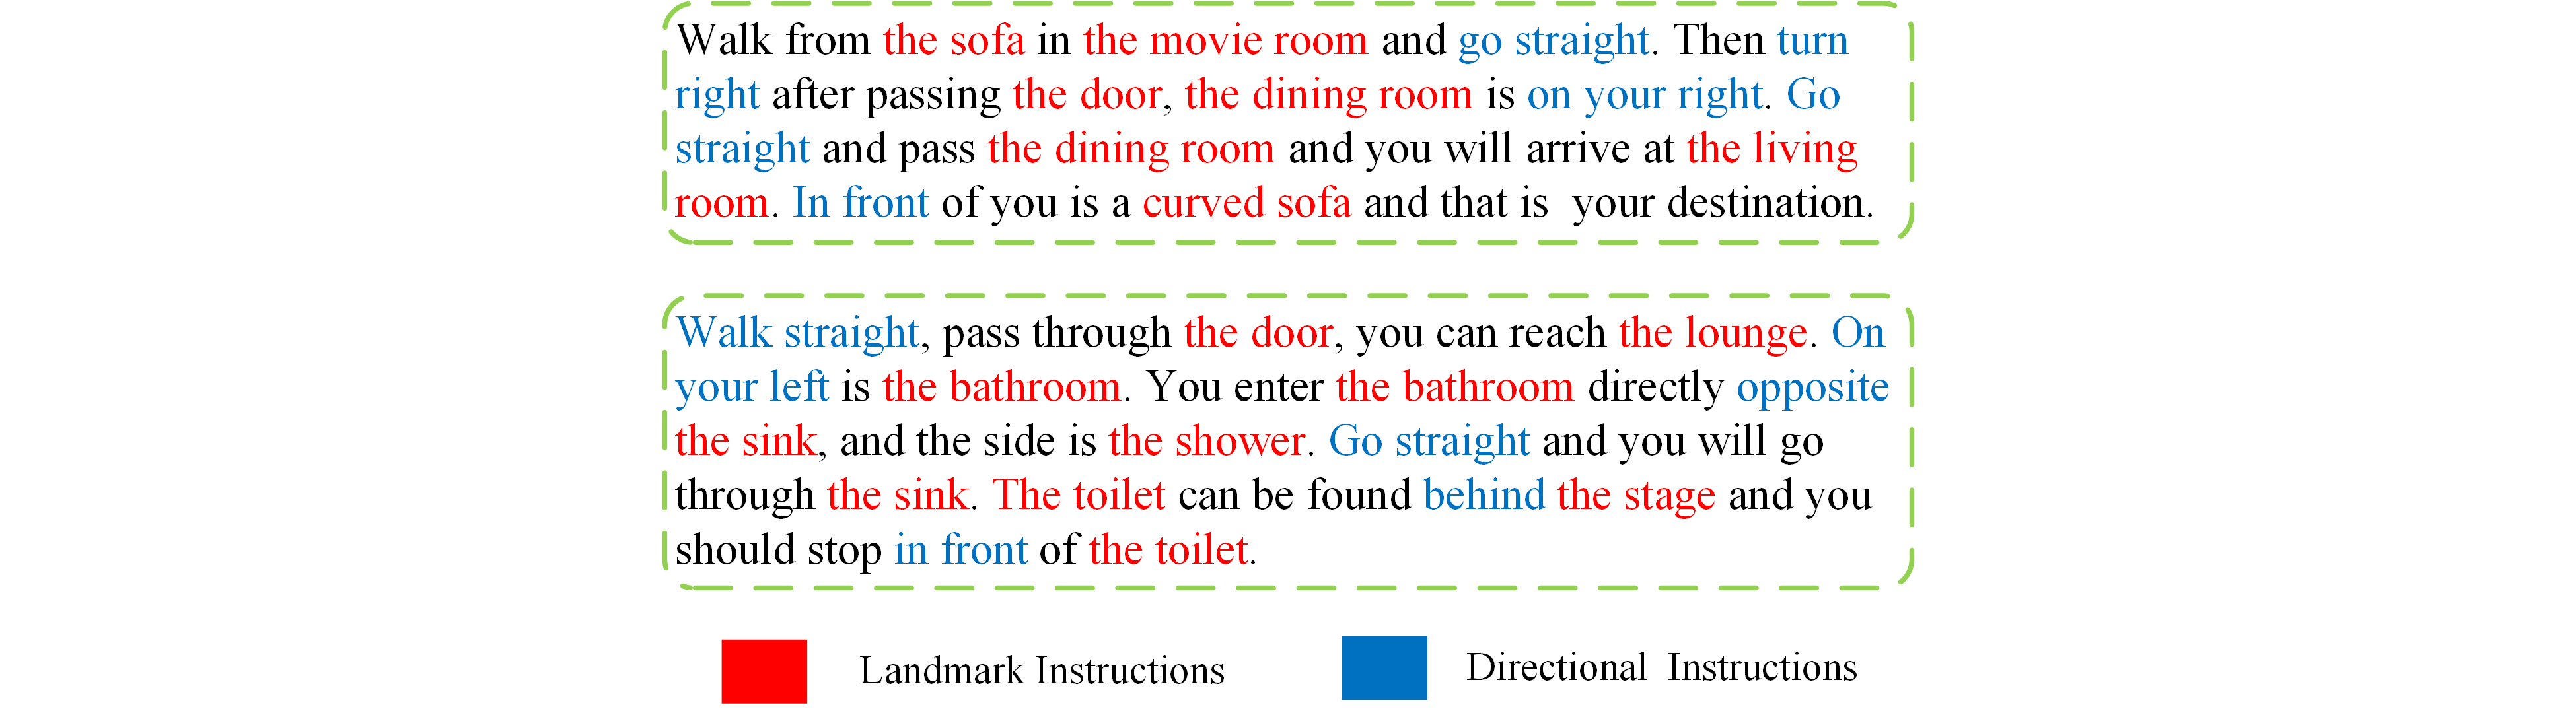 Walk from the sofa in the movie room and go straight. Then turn
right after passing the door, the dining room is on your right. Go
straight and pass the dining room and you will arrive at the living
room. In front of you is a curved sofa and that is  your destination.
Walk straight, pass through the door, you can reach the lounge. On
your left is the bathroom. You enter the bathroom directly opposite
the sink, and the side is the shower. Go straight and you will go
through the sink. The toilet can be found behind the stage and you
should stop in front of the toilet.
Landmark Instructions
Directional  Instructions